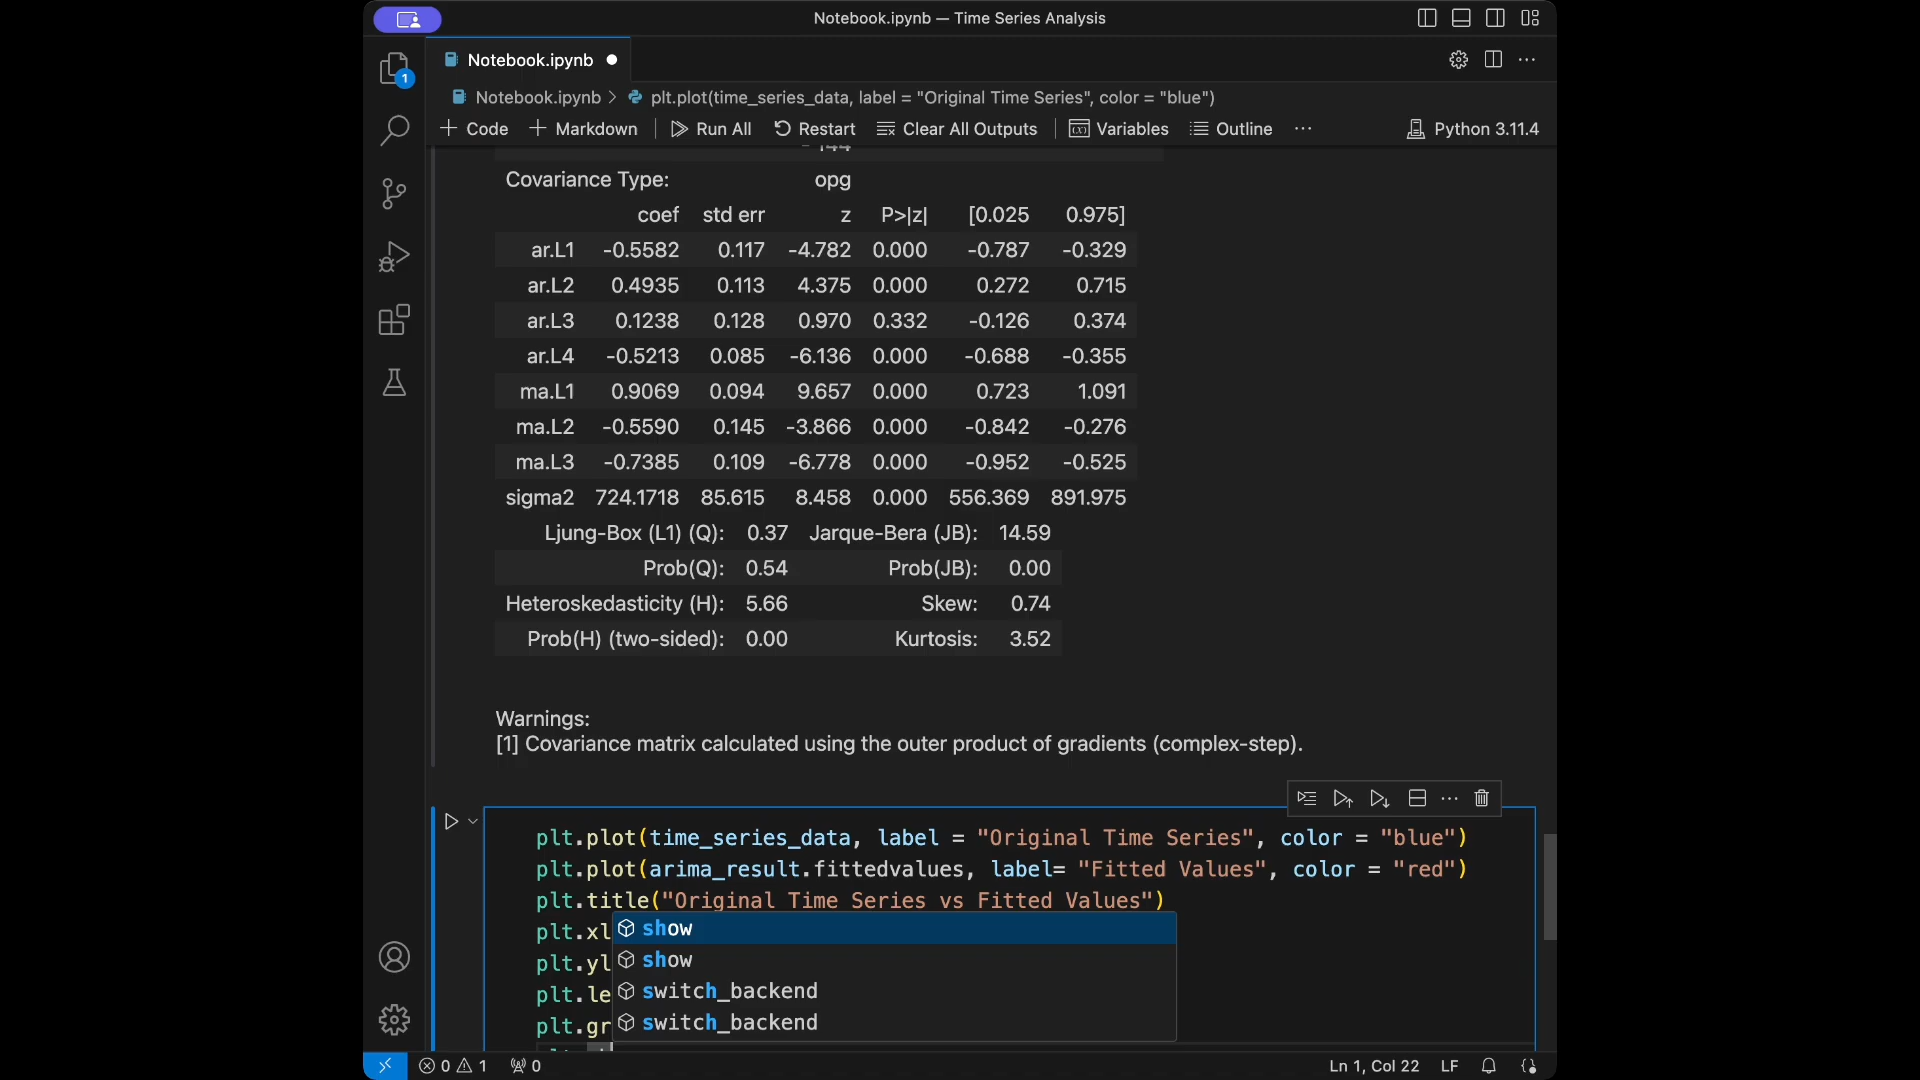 Notebook.ipynb — Time Series Analysis
1
Notebook.ipynb
Notebook.ipynb > plt.plot(time_series_data, label = "Original Time Series", color = "blue")
Code Markdown Run All Restart Clear All Outputs Variables Outline ... Python 3.11.4
- 144
Covariance Type: opg
coef std err z P>|z| [0.025 0.975]
ar.L1 -0.5582 0.117 -4.782 0.000 -0.787 -0.329
ar.L2 0.4935 0.113 4.375 0.000 0.272 0.715
ar.L3 0.1238 0.128 0.970 0.332 -0.126 0.374
ar.L4 -0.5213 0.085 -6.136 0.000 -0.688 -0.355
ma.L1 0.9069 0.094 9.657 0.000 0.723 1.091
ma.L2 -0.5590 0.145 -3.866 0.000 -0.842 -0.276
ma.L3 -0.7385 0.109 -6.778 0.000 -0.952 -0.525
sigma2 724.1718 85.615 8.458 0.000 556.369 891.975
Ljung-Box (L1) (Q): 0.37 Jarque-Bera (JB): 14.59
Prob(Q): 0.54 Prob(JB): 0.00
Heteroskedasticity (H): 5.66 Skew: 0.74
Prob(H) (two-sided): 0.00 Kurtosis: 3.52
Warnings:
[1] Covariance matrix calculated using the outer product of gradients (complex-step).
plt.plot(time_series_data, label = "Original Time Series", color = "blue")
plt.plot(arima_result.fittedvalues, label= "Fitted Values", color = "red")
plt.title("Original Time Series vs Fitted Values")
plt.xl
show
plt.yl
show
plt.le
switch_backend
plt.gr
switch_backend
0 1 0 Ln 1, Col 22 LF